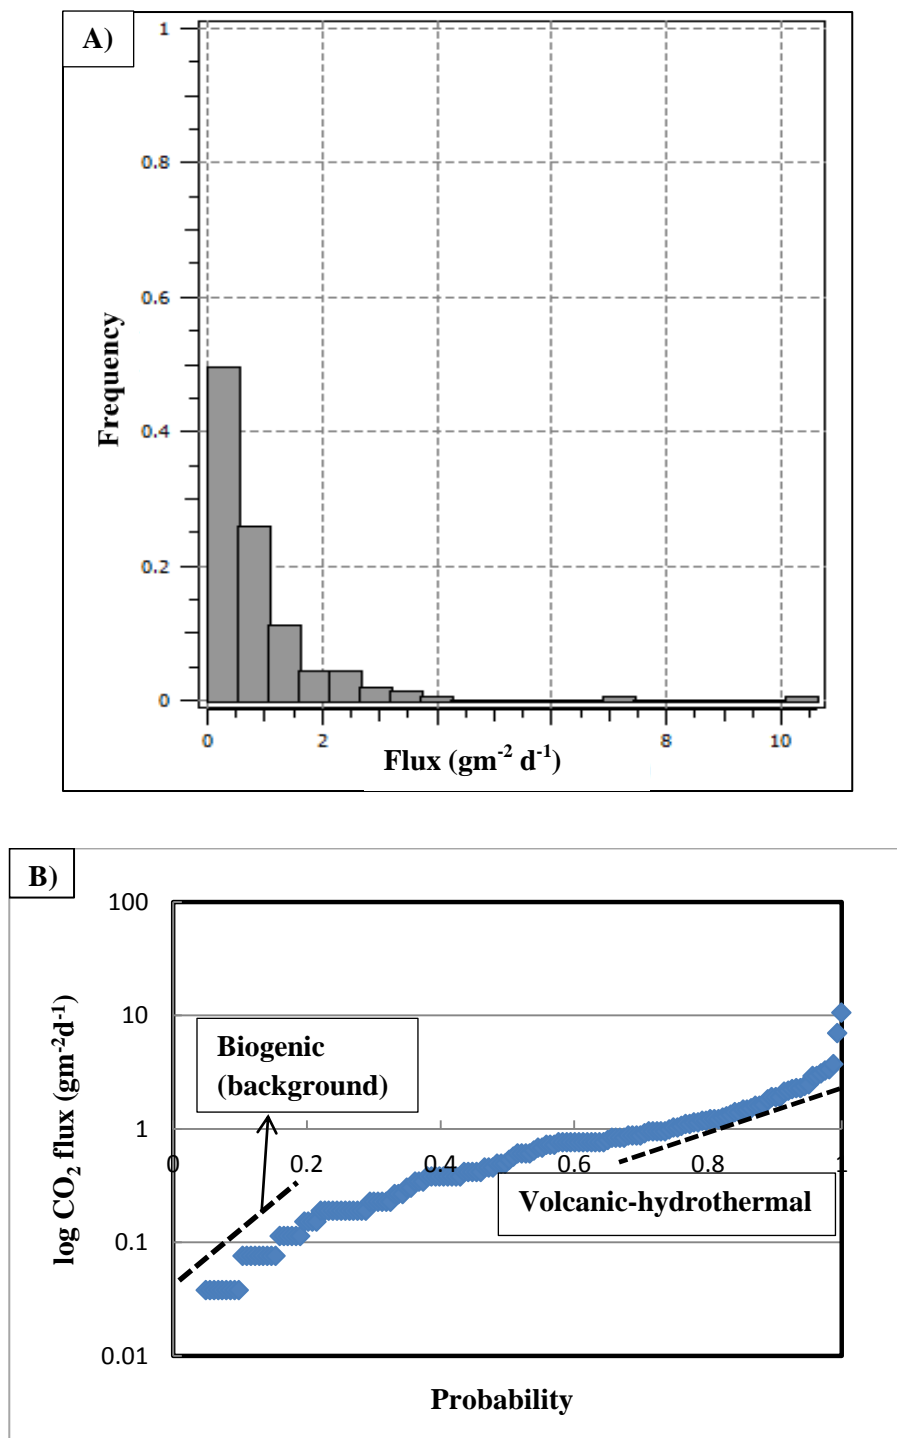 A)
1
0.8
0.6
0.4
0.2
0
Frequency
0 2 8 10
Flux (gm⁻² d⁻¹)
B)
100
10
1
0.1
0.01
log CO₂ flux (gm⁻²d⁻¹)
Biogenic
(background)
0 0.2 0.4 0.6 0.8 1
Volcanic-hydrothermal
Probability